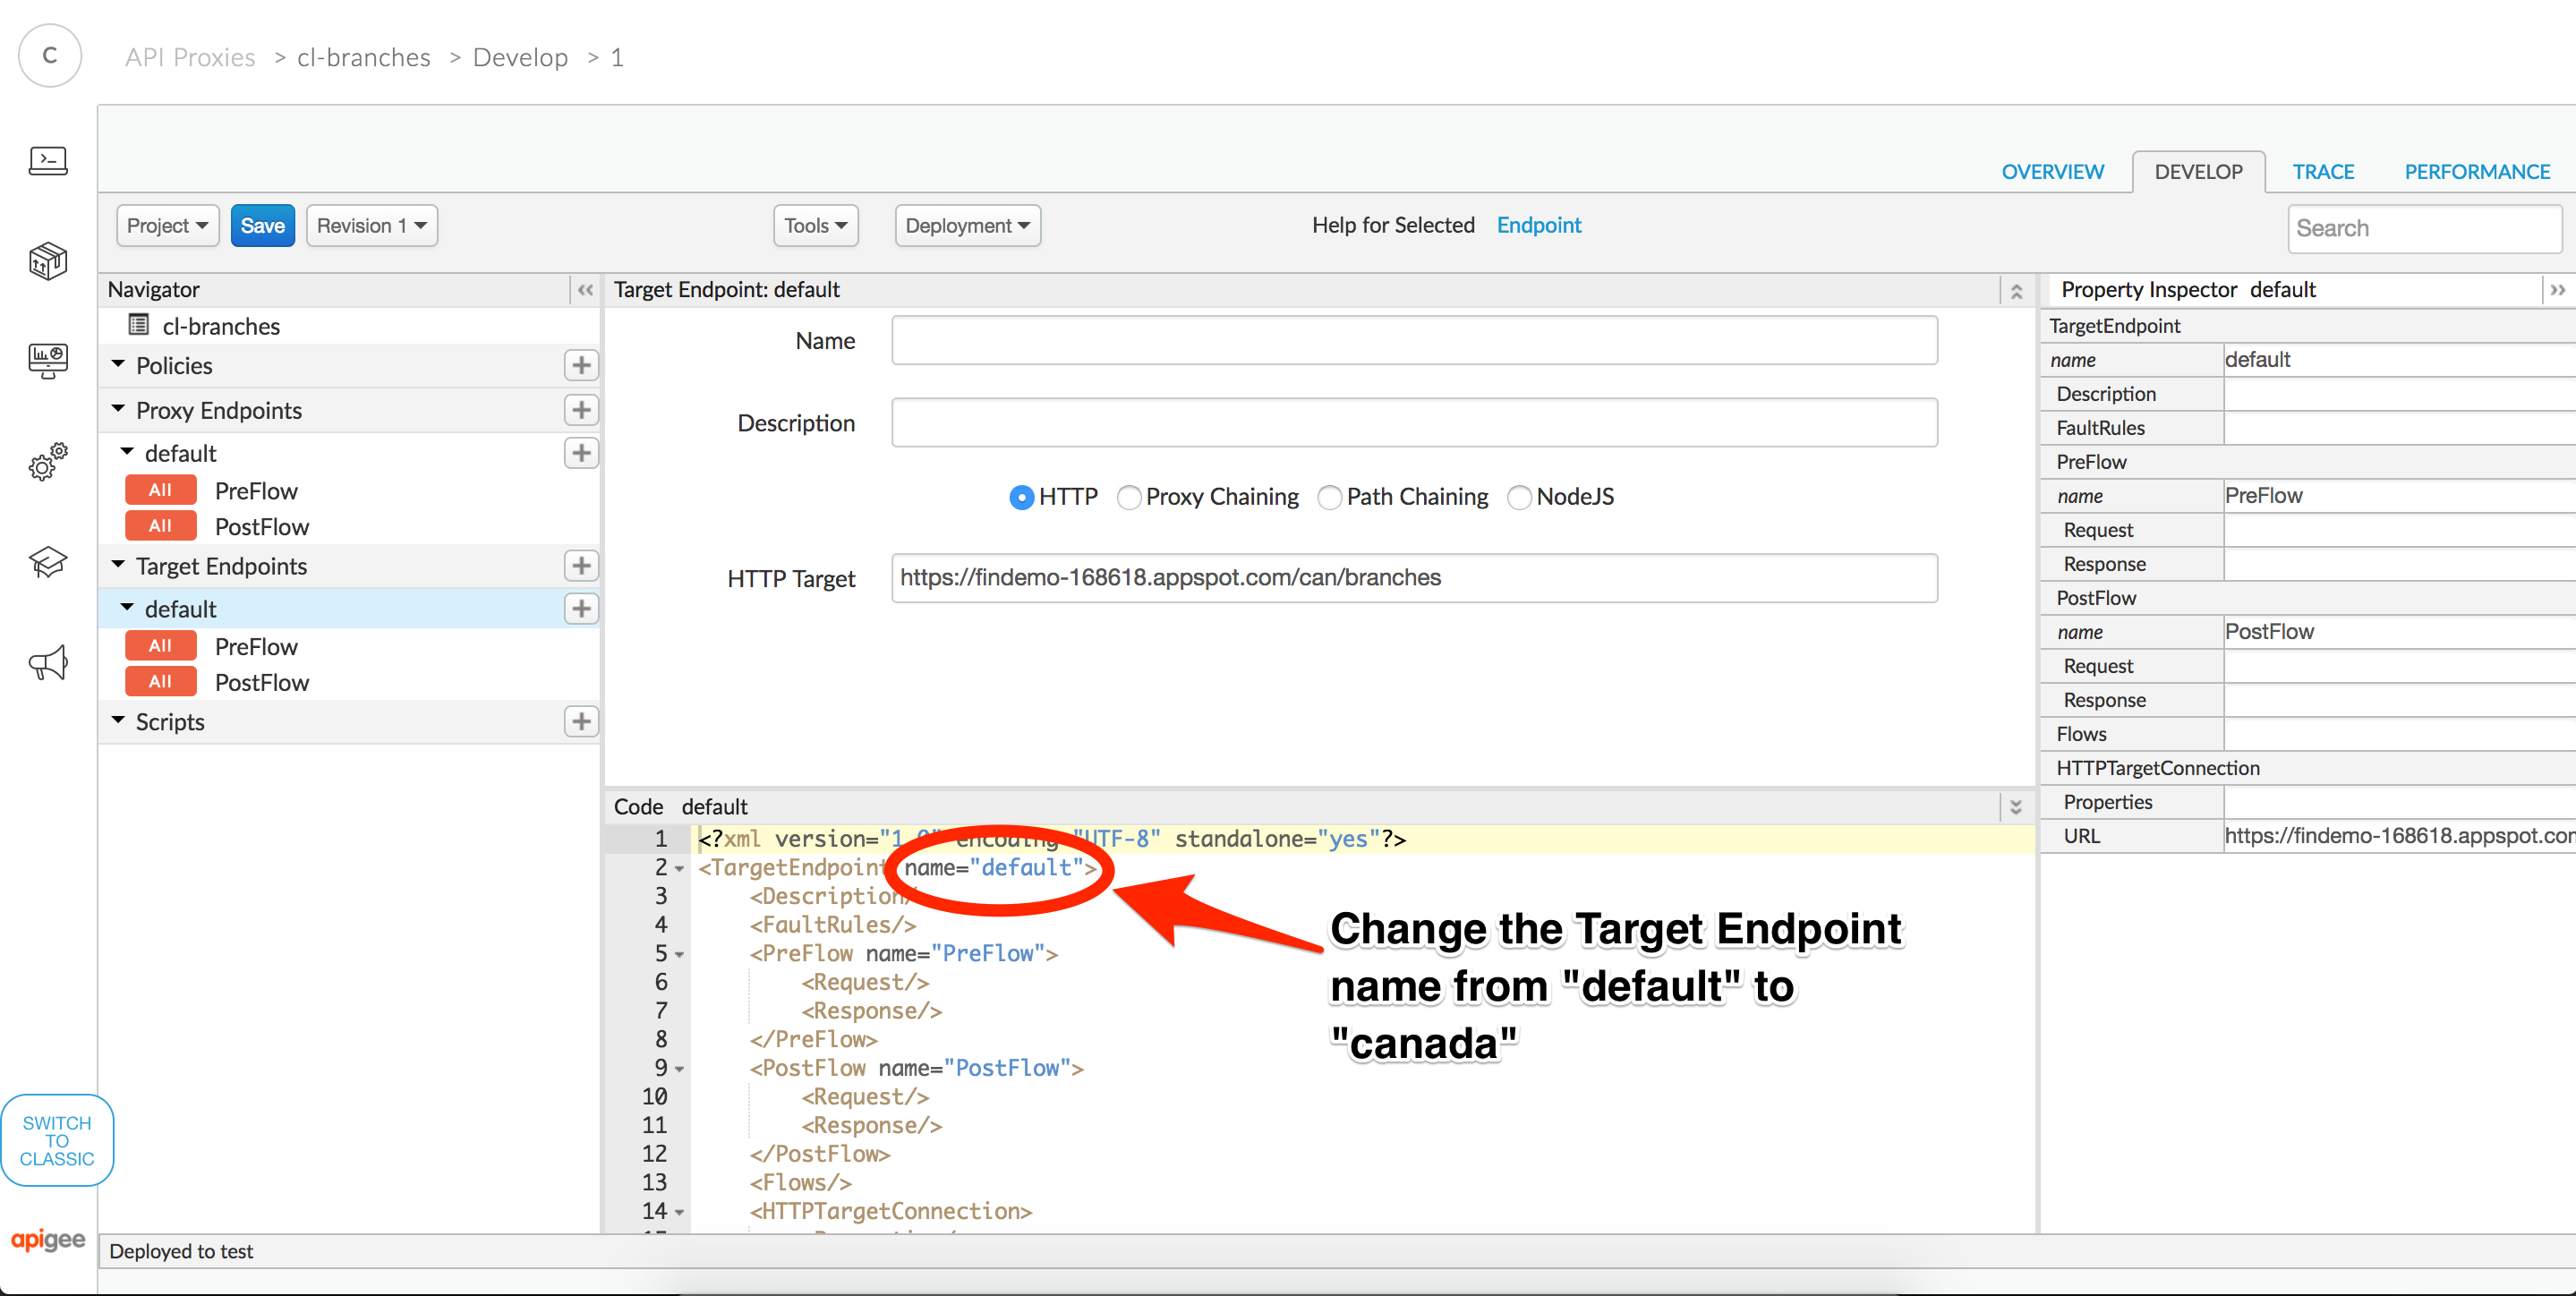 C
API Proxies > cl-branches > Develop > 1
OVERVIEW DEVELOP TRACE PERFORMANCE
Project Save Revision 1 Tools Deployment Help for Selected Endpoint Search
Navigator
cl-branches
Policies
Proxy Endpoints
default
All PreFlow
All PostFlow
Target Endpoints
default
All PreFlow
All PostFlow
Scripts
Target Endpoint: default
Name
Description
HTTP Proxy Chaining Path Chaining NodeJS
HTTP Target https://findemo-168618.appspot.com/can/branches
Code default
1 <?xml version="1.0" encoding="UTF-8" standalone="yes"?>
2 <TargetEndpoint name="default">
3 <Description/
4 <FaultRules/>
5 <PreFlow name="PreFlow">
6 <Request/>
7 <Response/>
8 </PreFlow>
9 <PostFlow name="PostFlow">
10 <Request/>
11 <Response/>
12 </PostFlow>
13 <Flows/>
14 <HTTPTargetConnection>
Change the Target Endpoint
name from "default" to
"canada"
Property Inspector default
TargetEndpoint
name default
Description
FaultRules
PreFlow
name PreFlow
Request
Response
PostFlow
name PostFlow
Request
Response
Flows
HTTPTargetConnection
Properties
URL https://findemo-168618.appspot.com
SWITCH
TO
CLASSIC
apigee
Deployed to test